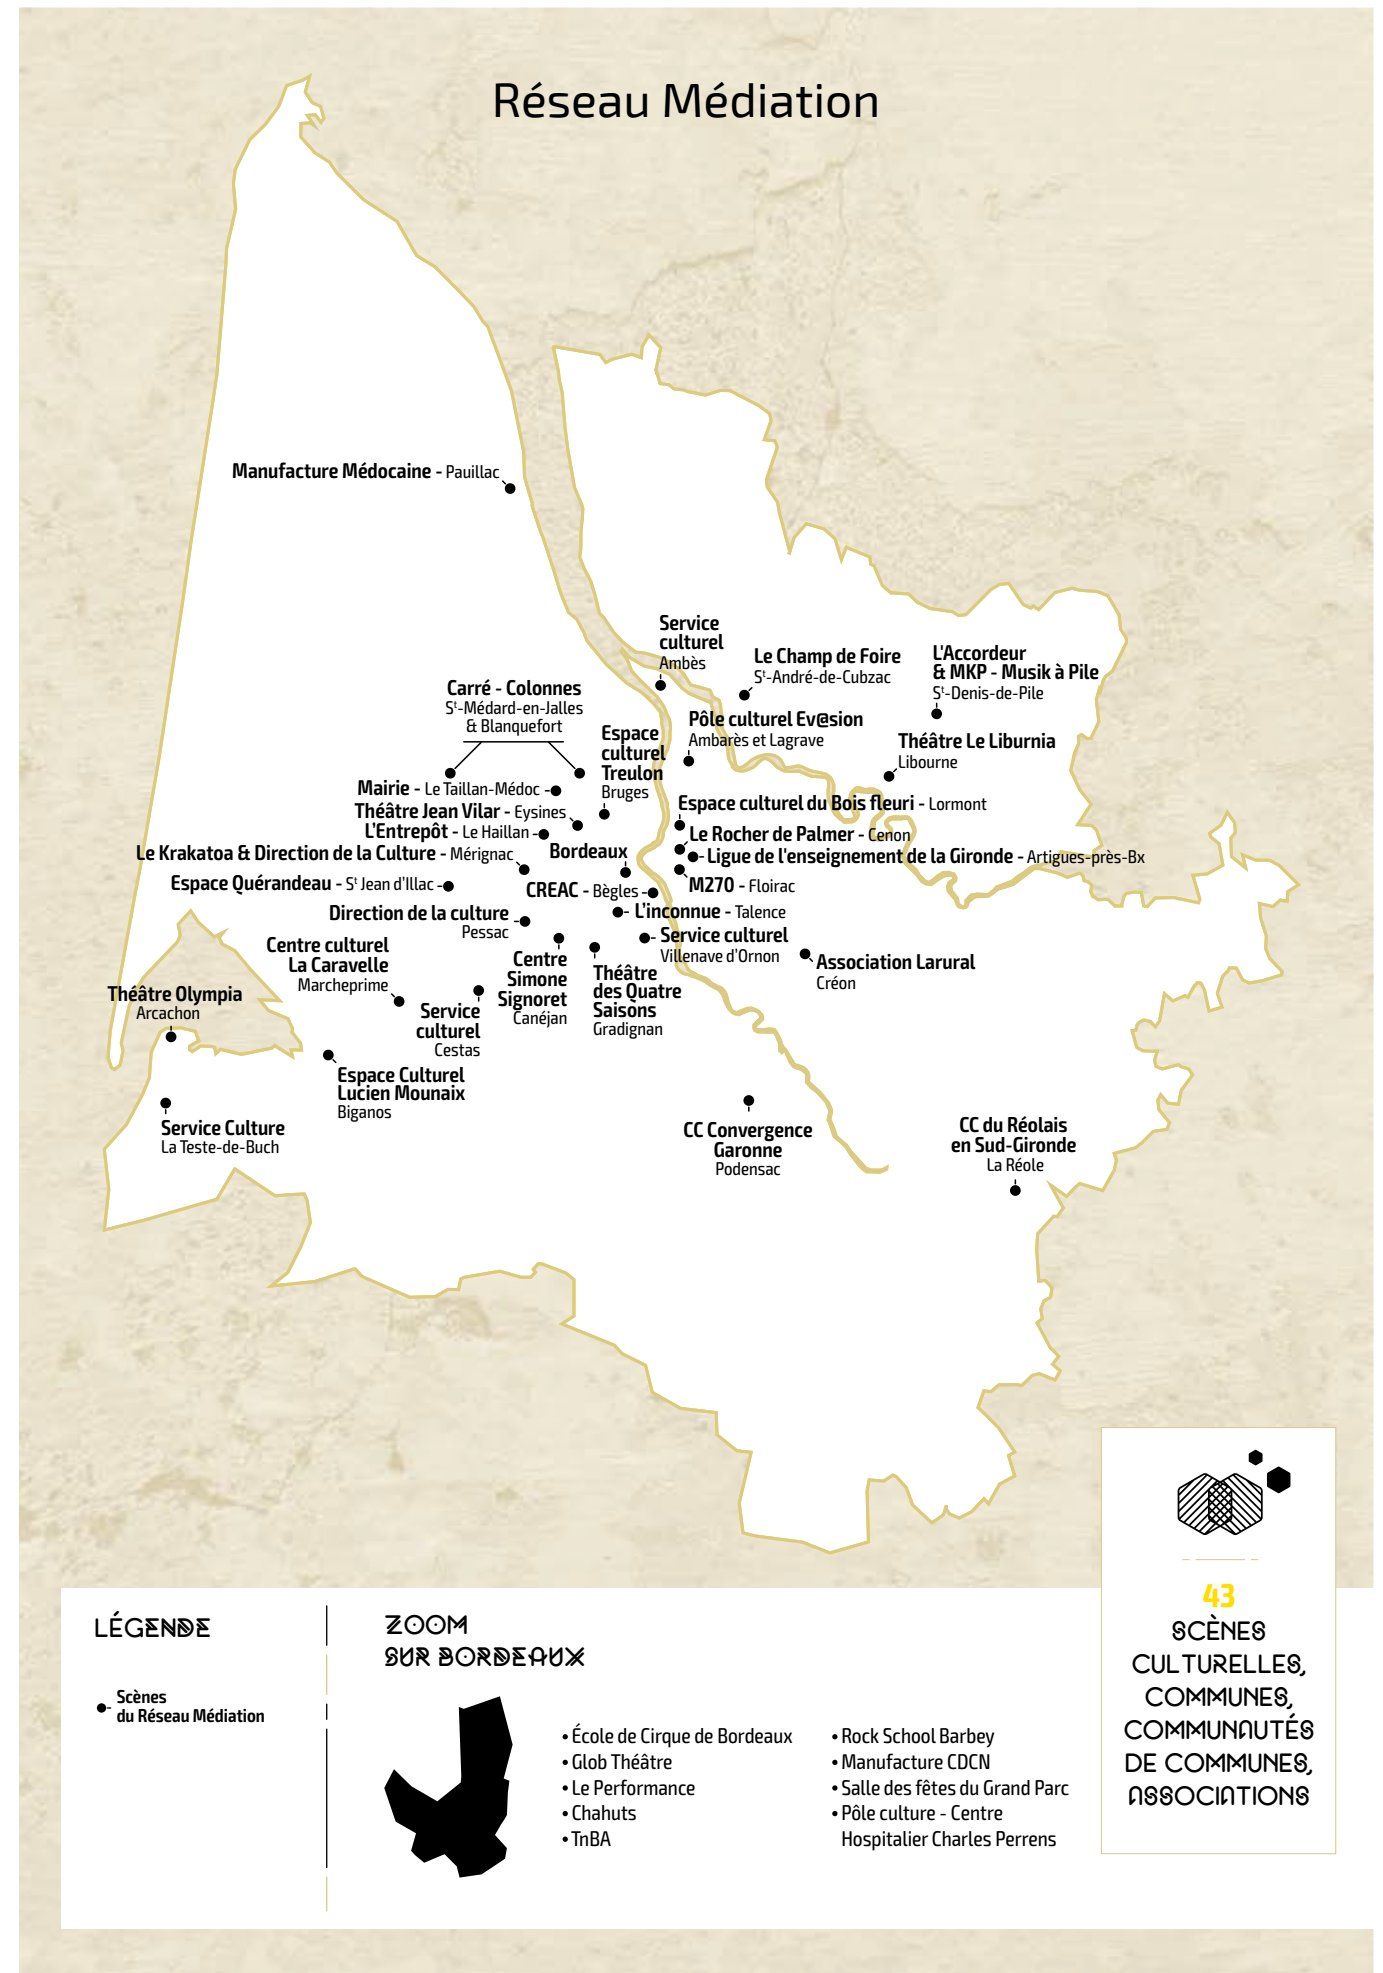 Réseau Médiation
Manufacture Médocaine - Pauillac
Service
culturel
Ambès
Le Champ de Foire
St-André-de-Cubzac
L'Accordeur
& MKP - Musik à Pile
St-Denis-de-Pile
Carré - Colonnes
St-Médard-en-Jalles
& Blanquefort
Pôle culturel Ev@sion
Ambarès et Lagrave
Espace
culturel
Treulon
Bruges
Théâtre Le Liburnia
Libourne
Mairie - Le Taillan-Médoc
Théâtre Jean Vilar - Eysines
L'Entrepôt - Le Haillan
Espace culturel du Bois fleuri - Lormont
Le Rocher de Palmer - Cenon
Le Krakatoa & Direction de la Culture - Mérignac
Bordeaux
Ligue de l'enseignement de la Gironde - Artigues-près-Bx
Espace Quérandeau - St Jean d'Illac
CREAC - Bègles
M270 - Floirac
Direction de la culture
Pessac
L'inconnue - Talence
Service culturel
Villenave d'Ornon
Centre culturel
La Caravelle
Marcheprime
Centre
Simone
Signoret
Canéjan
Théâtre
des Quatre
Saisons
Gradignan
Association Larural
Créon
Théâtre Olympia
Arcachon
Service
culturel
Cestas
Espace Culturel
Lucien Mounaix
Biganos
Service Culture
La Teste-de-Buch
CC Convergence
Garonne
Podensac
CC du Réolais
en Sud-Gironde
La Réole
LÉGENDE
Scènes
du Réseau Médiation
ZOOM
SUR BORDEAUX
• École de Cirque de Bordeaux
• Glob Théâtre
• Le Performance
• Chahuts
• TnBA
• Rock School Barbey
• Manufacture CDCN
• Salle des fêtes du Grand Parc
• Pôle culture - Centre
Hospitalier Charles Perrens
43
SCÈNES
CULTURELLES,
COMMUNES,
COMMUNAUTÉS
DE COMMUNES,
ASSOCIATIONS